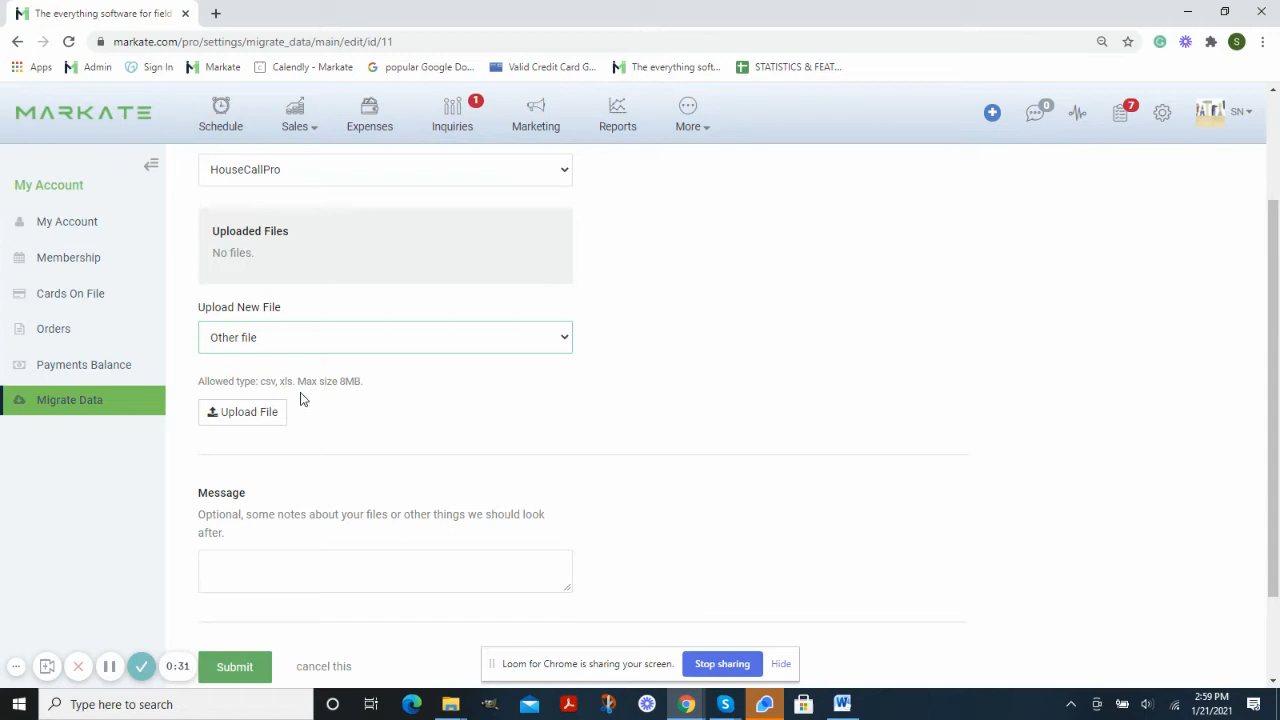 The everything software for field
markate.com/pro/settings/migrate_data/main/edit/id/11
S
Apps Admin Sign In Markate Calendly - Markate popular Google Do... Valid Credit Card G... The everything soft... STATISTICS & FEAT...
MARKATE
Schedule Sales Expenses Inquiries 1 Marketing Reports More 0 7 SN
My Account
My Account
Membership
Cards On File
Orders
Payments Balance
Migrate Data
HouseCallPro
Uploaded Files
No files.
Upload New File
Other file
Allowed type: csv, xls. Max size 8MB.
Upload File
Message
Optional, some notes about your files or other things we should look
after.
Submit cancel this
0:31
Loom for Chrome is sharing your screen. Stop sharing Hide
Type here to search
2:59 PM
1/21/2021